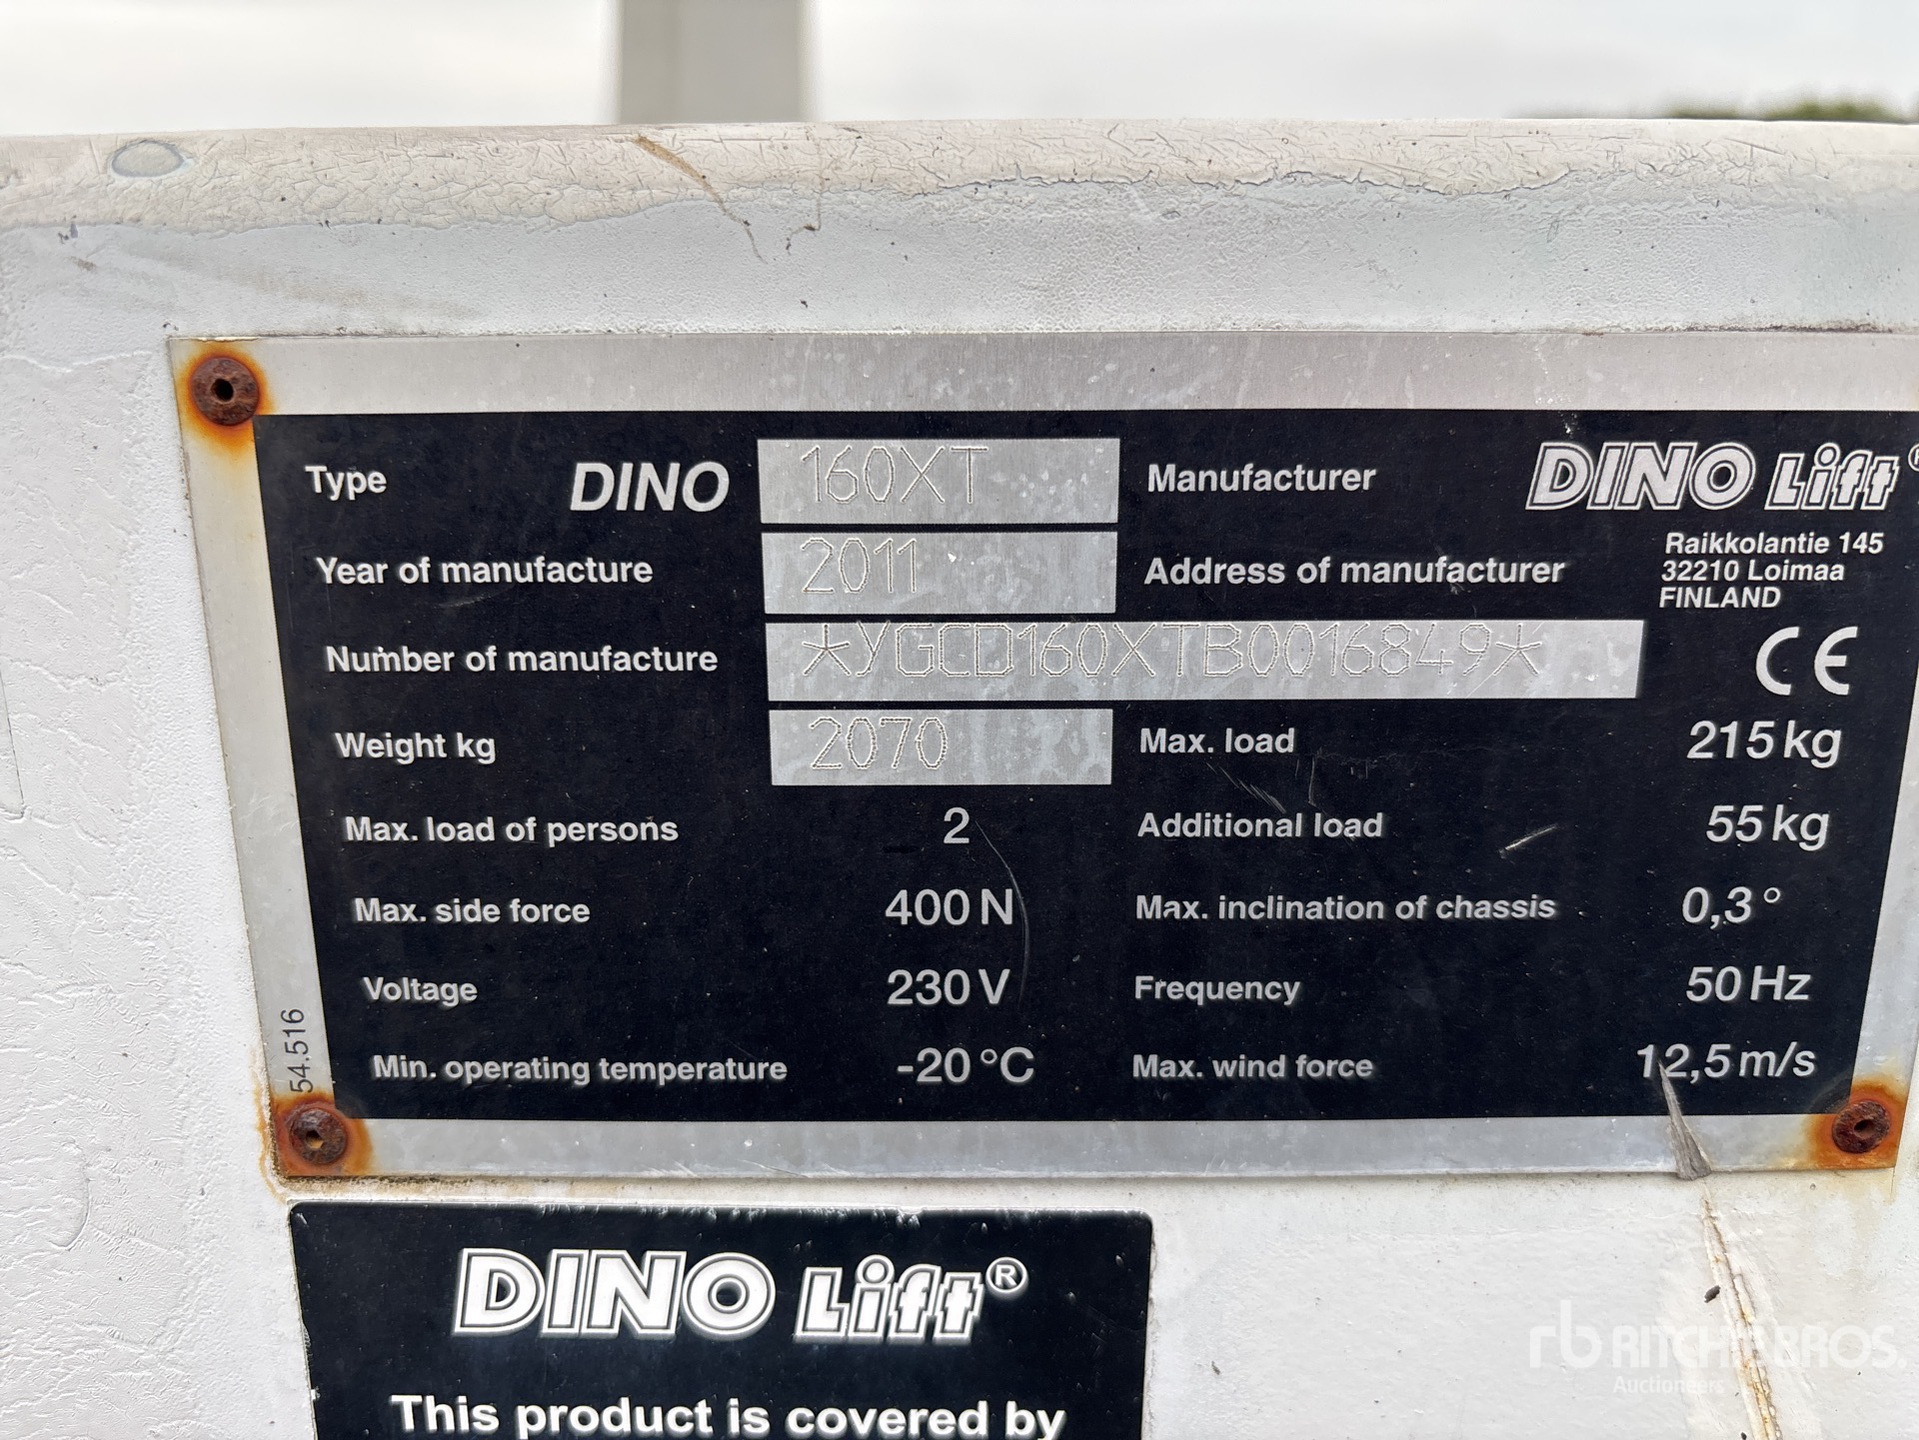 Type DINO 160XT Manufacturer DINO Lift
Raikkolantie 145
32210 Loimaa
FINLAND
Year of manufacture 2011 Address of manufacturer
Number of manufacture *YGCD160XTB0016849* CE
Weight kg 2070 Max. load 215 kg
Max. load of persons 2 Additional load 55 kg
Max. side force 400 N Max. inclination of chassis 0,3°
Voltage 230 V Frequency 50 Hz
Min. operating temperature -20 °C Max. wind force 12,5 m/s
54.516
DINO Lift®
This product is covered by
rb RITCHIE BROS.
Auctioneers